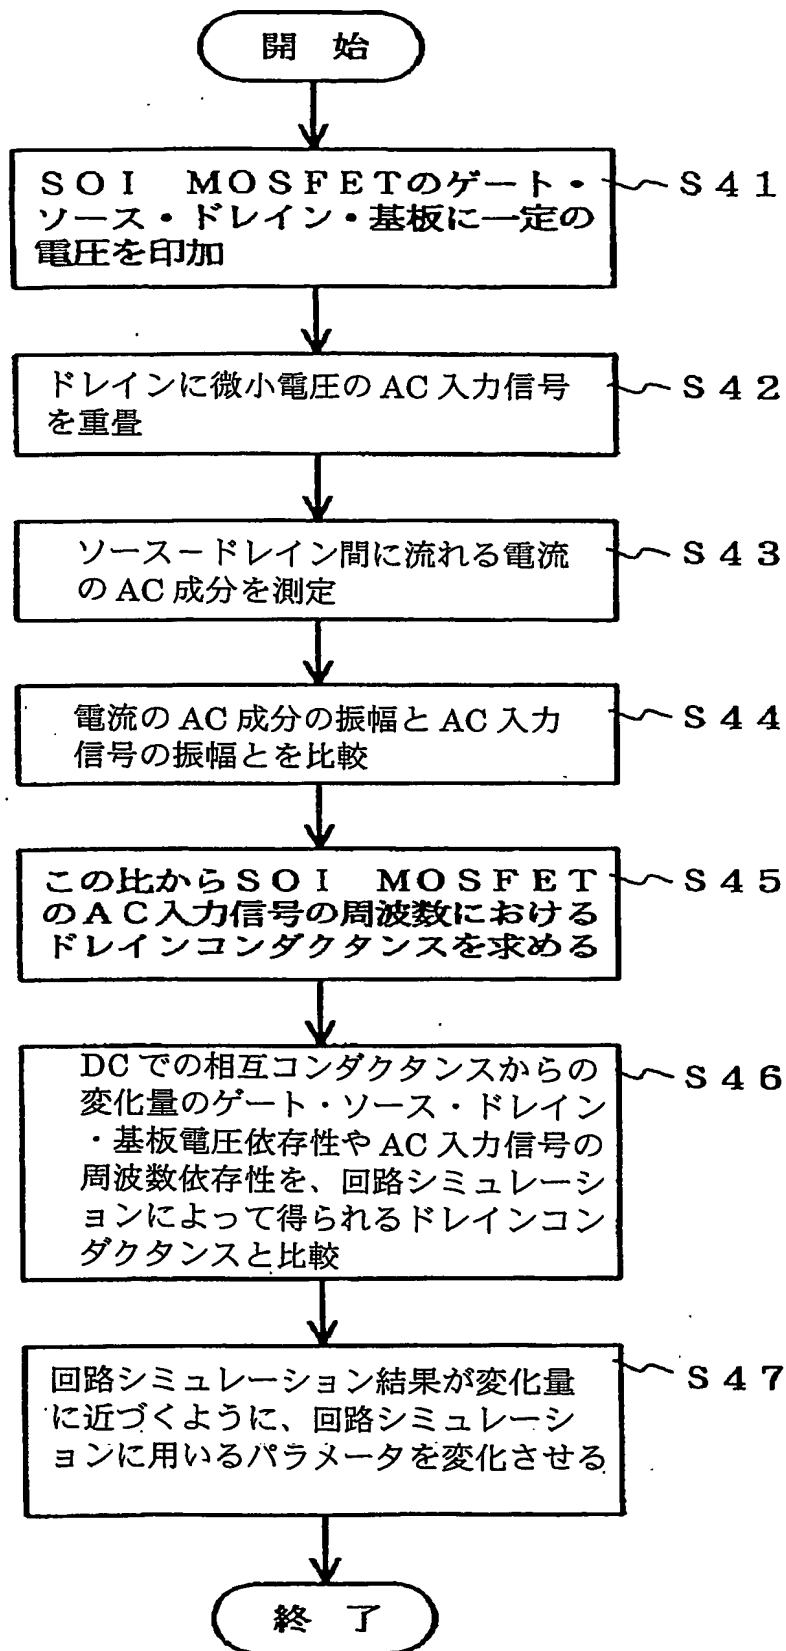 開 始
SOI MOSFETのゲート・
ソース・ドレイン・基板に一定の
電圧を印加
S41
ドレインに微小電圧のAC入力信号
を重畳
S42
ソース－ドレイン間に流れる電流
のAC成分を測定
S43
電流のAC成分の振幅とAC入力
信号の振幅とを比較
S44
この比からSOI MOSFET
のAC入力信号の周波数における
ドレインコンダクタンスを求める
S45
DCでの相互コンダクタンスからの
変化量のゲート・ソース・ドレイン
・基板電圧依存性やAC入力信号の
周波数依存性を、回路シミュレーシ
ョンによって得られるドレインコン
ダクタンスと比較
S46
回路シミュレーション結果が変化量
に近づくように、回路シミュレーシ
ョンに用いるパラメータを変化させる
S47
終 了